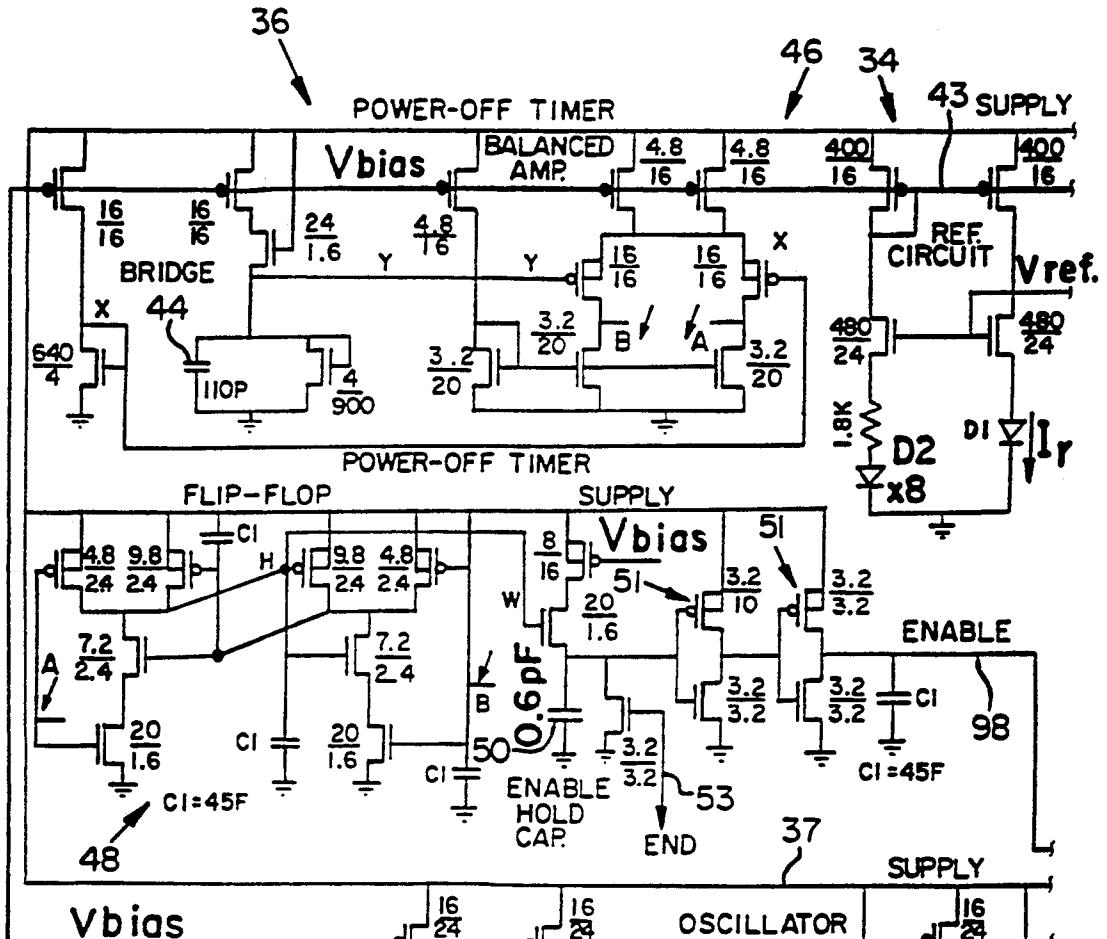 36
46
34
43
POWER-OFF TIMER
SUPPLY
Vbias
BALANCED
AMP.
4.8
16
4.8
16
400
16
400
16
16
16
16
16
24
1.6
4.8
16
REF.
CIRCUIT
BRIDGE
Y
Y
16
16
16
16
X
Vref.
44
X
3.2
20
B
A
640
4
110P
4
900
3.2
20
3.2
20
480
24
480
24
1.8K
D1
Ir
D2
x8
POWER-OFF TIMER
FLIP-FLOP
SUPPLY
C1
Vbias
51
4.8
2.4
9.8
2.4
H
9.8
2.4
4.8
2.4
8
16
51
3.2
10
3.2
3.2
W
20
1.6
ENABLE
7.2
2.4
7.2
2.4
A
B
0.6pF
3.2
3.2
3.2
3.2
C1
98
20
1.6
C1
20
1.6
C1
50
3.2
3.2
C1=45F
ENABLE
HOLD
CAP.
53
C1=45F
48
END
37
SUPPLY
Vbias
16
24
16
24
OSCILLATOR
16
24